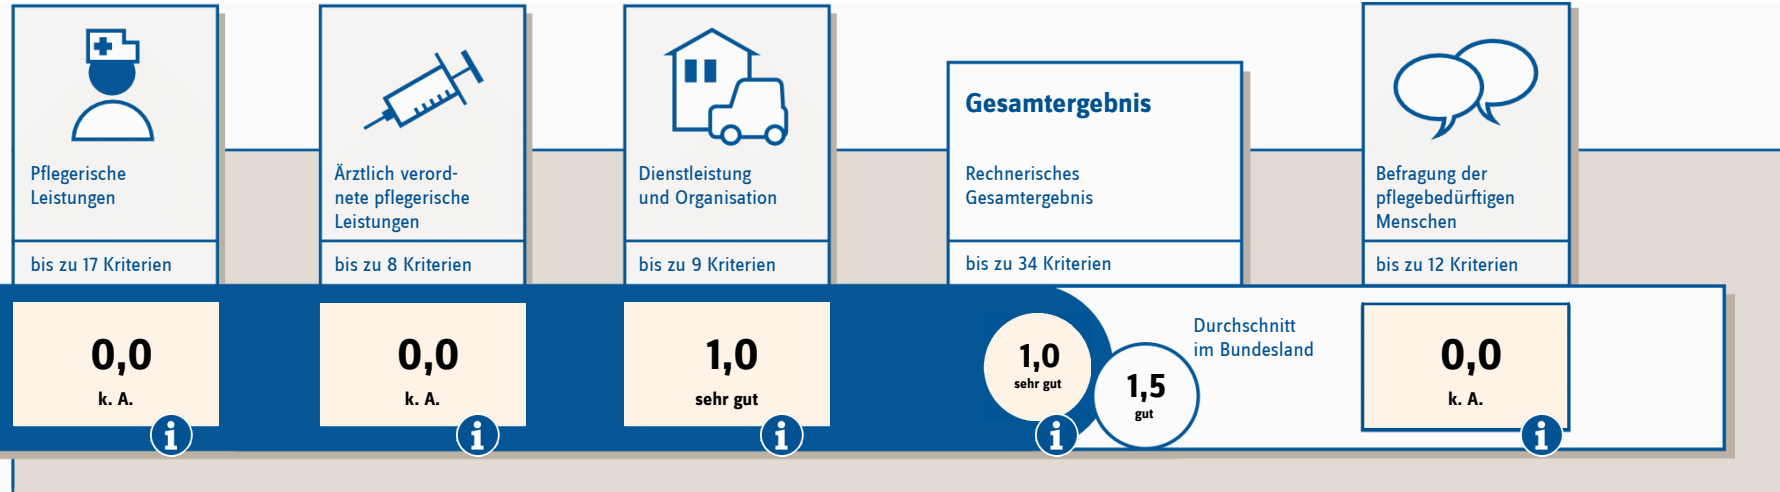 Pflegerische
Leistungen
bis zu 17 Kriterien
0,0
k. A.
Ärztlich verord-
nete pflegerische
Leistungen
bis zu 8 Kriterien
0,0
k. A.
Dienstleistung
und Organisation
bis zu 9 Kriterien
1,0
sehr gut
Gesamtergebnis
Rechnerisches
Gesamtergebnis
bis zu 34 Kriterien
1,0
sehr gut
Durchschnitt
im Bundesland
1,5
gut
Befragung der
pflegebedürftigen
Menschen
bis zu 12 Kriterien
0,0
k. A.